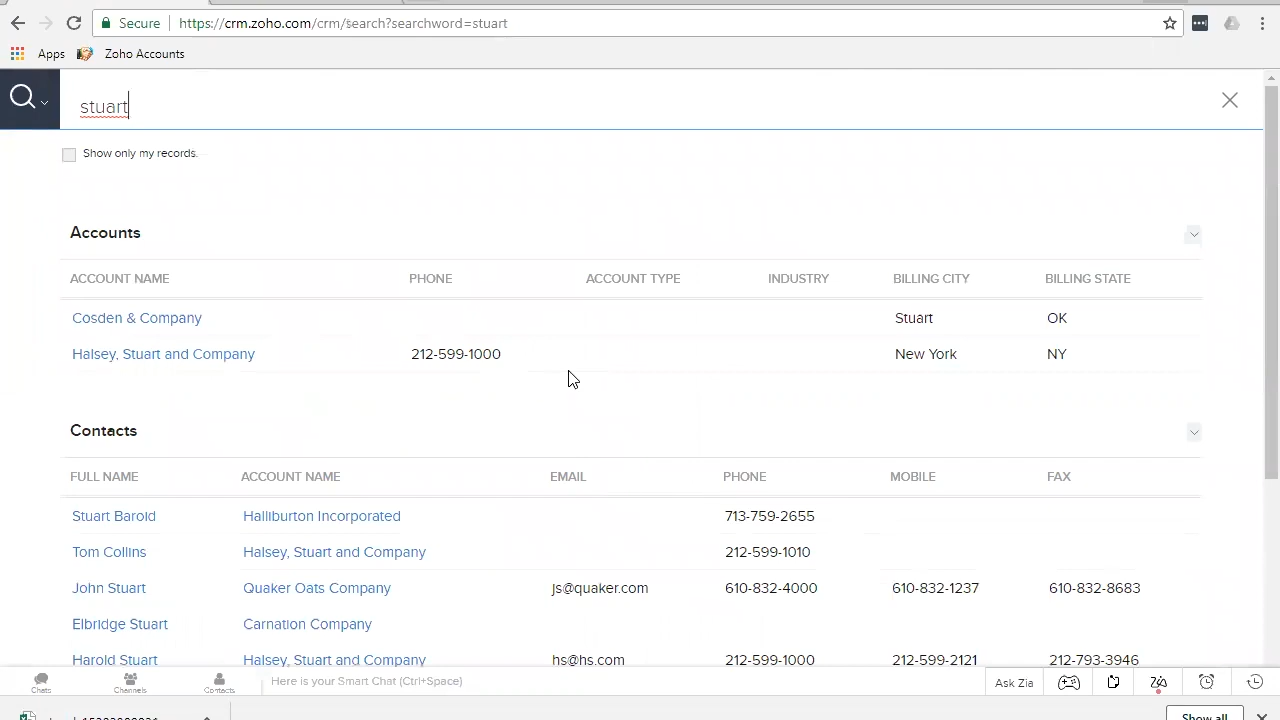 Secure https://crm.zoho.com/crm/search?searchword=stuart
Apps Zoho Accounts
stuart
Show only my records.
Accounts
ACCOUNT NAME PHONE ACCOUNT TYPE INDUSTRY BILLING CITY BILLING STATE
Cosden & Company Stuart OK
Halsey, Stuart and Company 212-599-1000 New York NY
Contacts
FULL NAME ACCOUNT NAME EMAIL PHONE MOBILE FAX
Stuart Baroid Halliburton Incorporated 713-759-2655
Tom Collins Halsey, Stuart and Company 212-599-1010
John Stuart Quaker Oats Company js@quaker.com 610-832-4000 610-832-1237 610-832-8683
Elbridge Stuart Carnation Company
Harold Stuart Halsey, Stuart and Company hs@hs.com 212-599-1000 212-599-2121 212-793-3946
Chats Channels Contacts Here is your Smart Chat (Ctrl+Space) Ask Zia
Show all